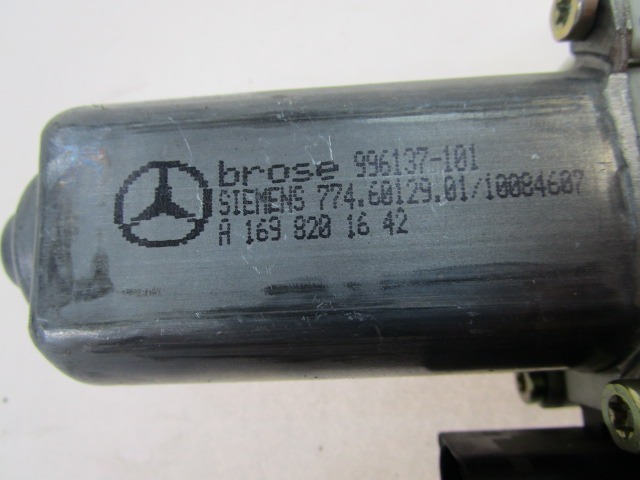 brose 996137-101
SIEMENS 774.60129.01/10084607
A 169 820 16 42